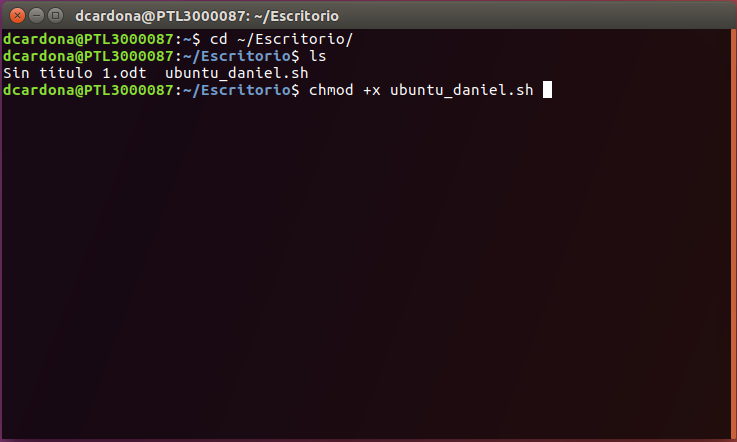 dcardona@PTL3000087: ~/Escritorio
dcardona@PTL3000087:~$ cd ~/Escritorio/
dcardona@PTL3000087:~/Escritorio$ ls
Sin título 1.odt  ubuntu_daniel.sh
dcardona@PTL3000087:~/Escritorio$ chmod +x ubuntu_daniel.sh